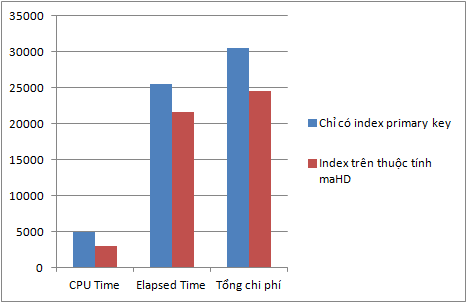 35000
30000
25000
20000
15000
10000
5000
0
CPU Time
Elapsed Time
Tổng chi phí
Chỉ có index primary key
Index trên thuộc tính
maHD